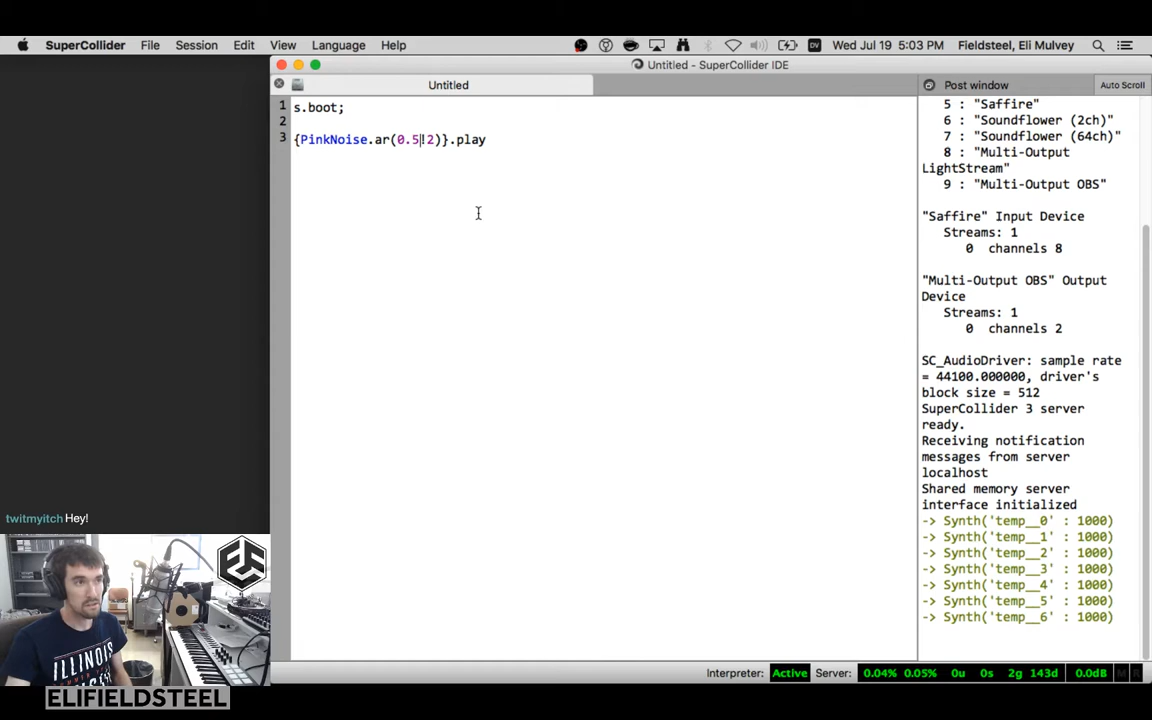 SuperCollider File Session Edit View Language Help DV Wed Jul 19 5:03 PM Fieldsteel, Eli Mulvey
Untitled - SuperCollider IDE
Untitled
Post window
Auto Scroll
1 s.boot;
2
3 {PinkNoise.ar(0.5!2)}.play
5 : "Saffire"
6 : "Soundflower (2ch)"
7 : "Soundflower (64ch)"
8 : "Multi-Output
LightStream"
9 : "Multi-Output OBS"
"Saffire" Input Device
Streams: 1
0 channels 8
"Multi-Output OBS" Output
Device
Streams: 1
0 channels 2
SC_AudioDriver: sample rate
= 44100.000000, driver's
block size = 512
SuperCollider 3 server
ready.
Receiving notification
messages from server
localhost
Shared memory server
interface initialized
-> Synth('temp__0' : 1000)
-> Synth('temp__1' : 1000)
-> Synth('temp__2' : 1000)
-> Synth('temp__3' : 1000)
-> Synth('temp__4' : 1000)
-> Synth('temp__5' : 1000)
-> Synth('temp__6' : 1000)
twitmyitch Hey!
ILLINOIS
ELIFIELDSTEEL
Interpreter: Active Server: 0.04% 0.05% 0u 0s 2g 143d 0.0dB M R